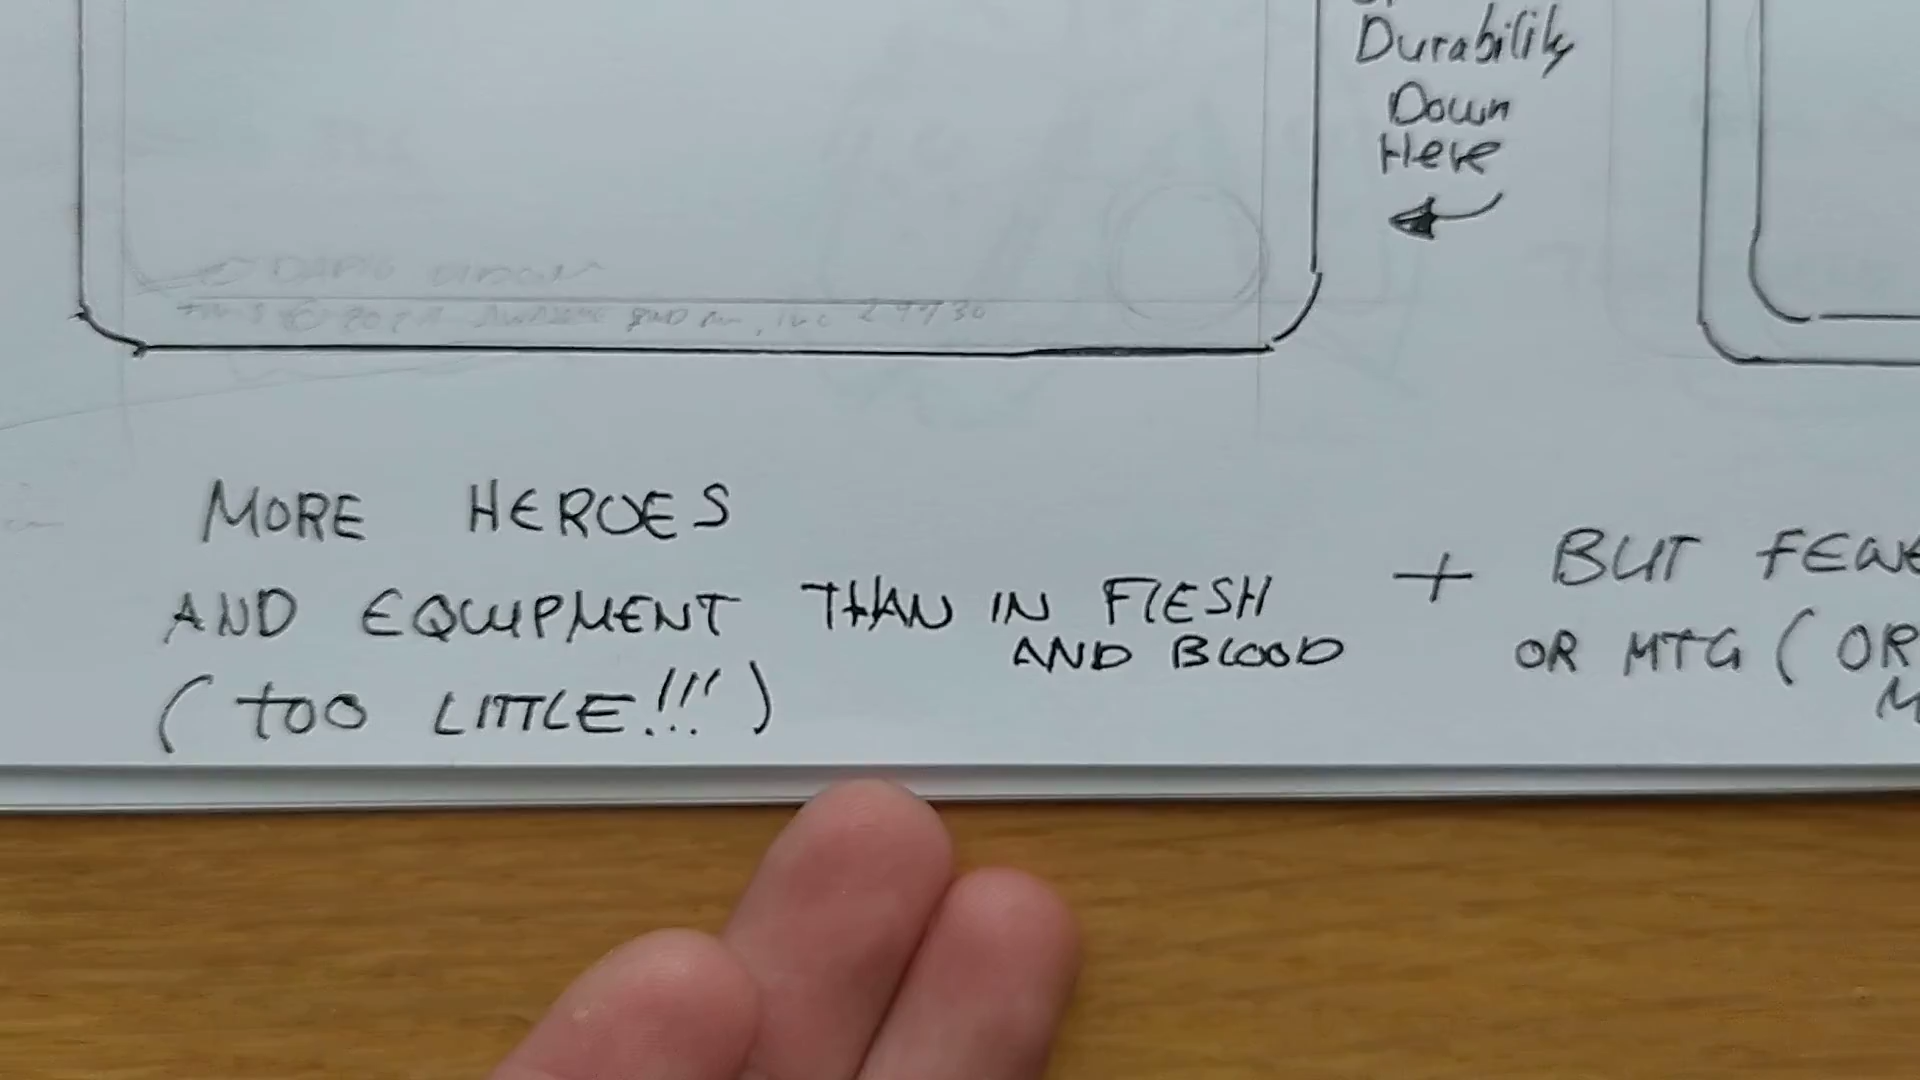 Durability
Down
Here
MORE HEROES
AND EQUIPMENT THAN IN FLESH
AND BLOOD
(TOO LITTLE!!!)
+ BUT
OR MTG (OR